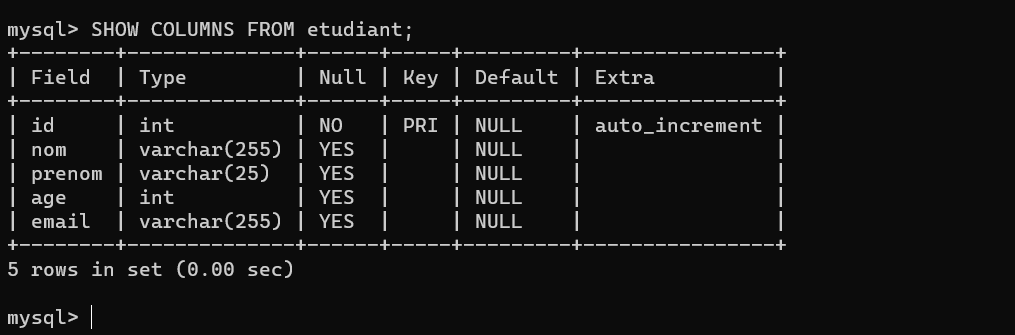 mysql> SHOW COLUMNS FROM etudiant;
+--------+--------------+------+-----+---------+----------------+
| Field  | Type         | Null | Key | Default | Extra          |
+--------+--------------+------+-----+---------+----------------+
| id     | int          | NO   | PRI | NULL    | auto_increment |
| nom    | varchar(255) | YES  |     | NULL    |                |
| prenom | varchar(25)  | YES  |     | NULL    |                |
| age    | int          | YES  |     | NULL    |                |
| email  | varchar(255) | YES  |     | NULL    |                |
+--------+--------------+------+-----+---------+----------------+
5 rows in set (0.00 sec)
mysql>